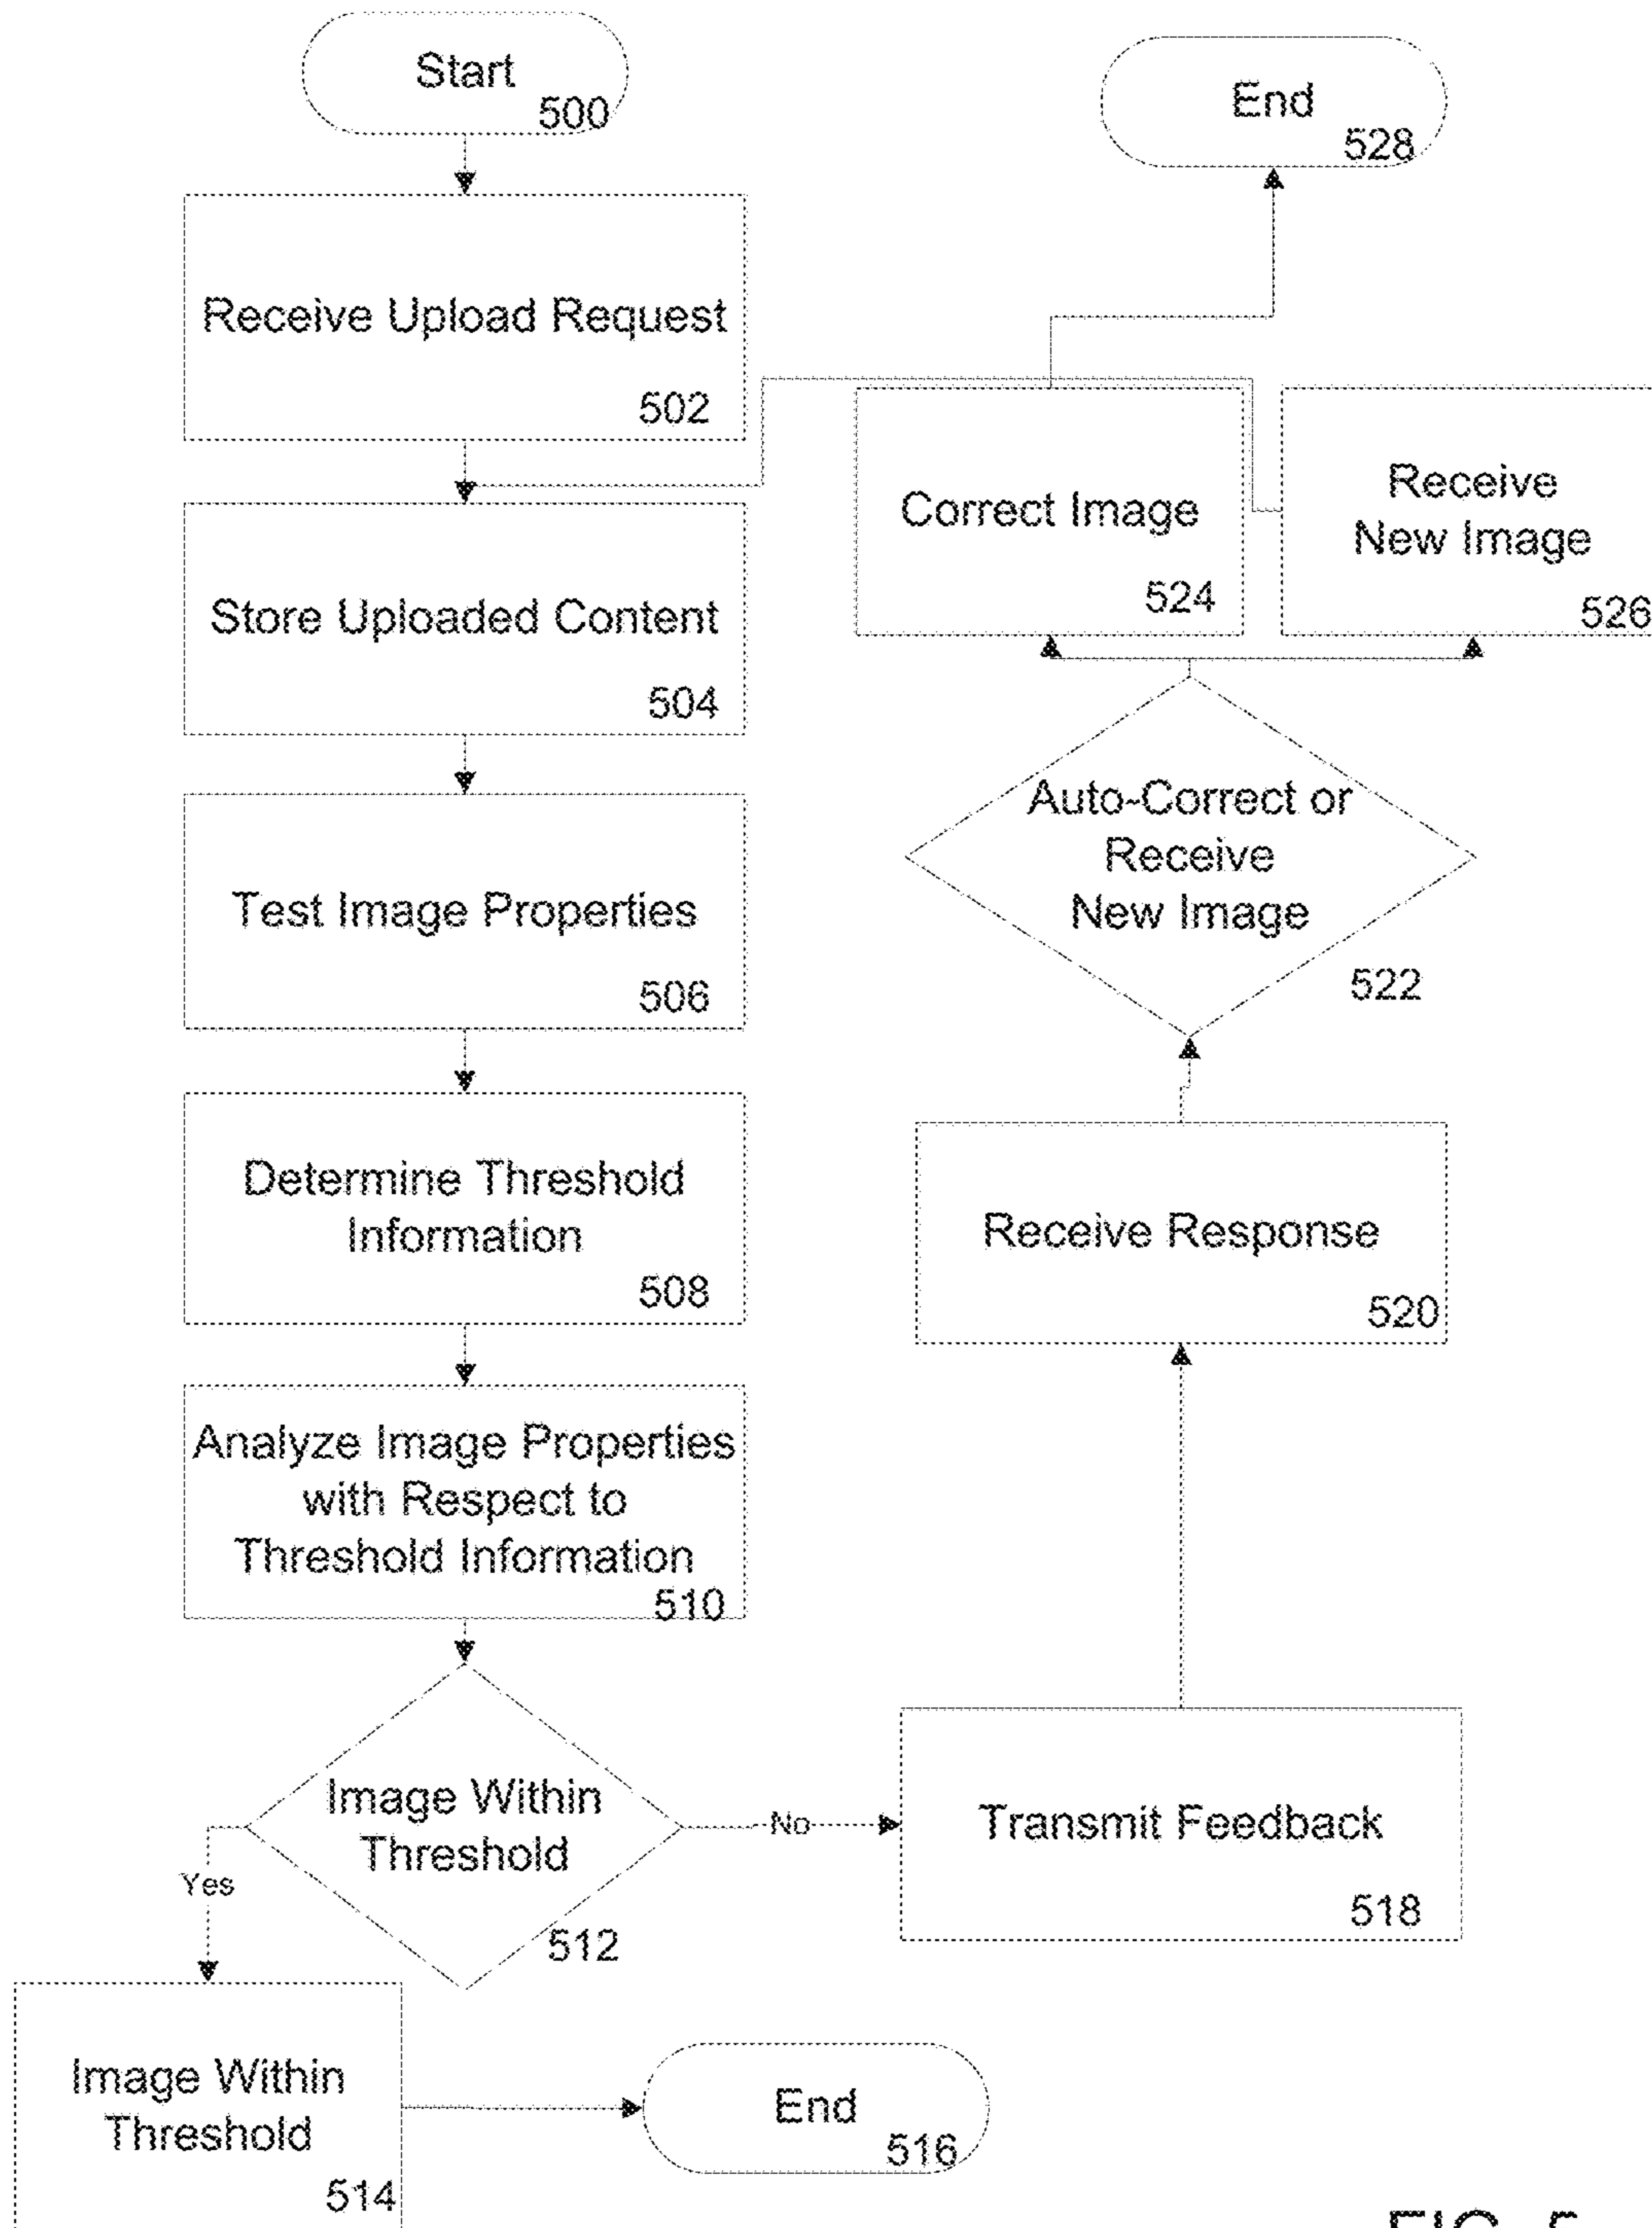 Start
500
Receive Upload Request
502
Store Uploaded Content
504
Test Image Properties
506
Determine Threshold
Information
508
Analyze Image Properties
with Respect to
Threshold Information
510
Image Within
Threshold
512
Yes
No
Image Within
Threshold
514
End
516
Transmit Feedback
518
Receive Response
520
Auto-Correct or
Receive
New Image
522
Correct Image
524
Receive
New Image
526
End
528
FIG. 5